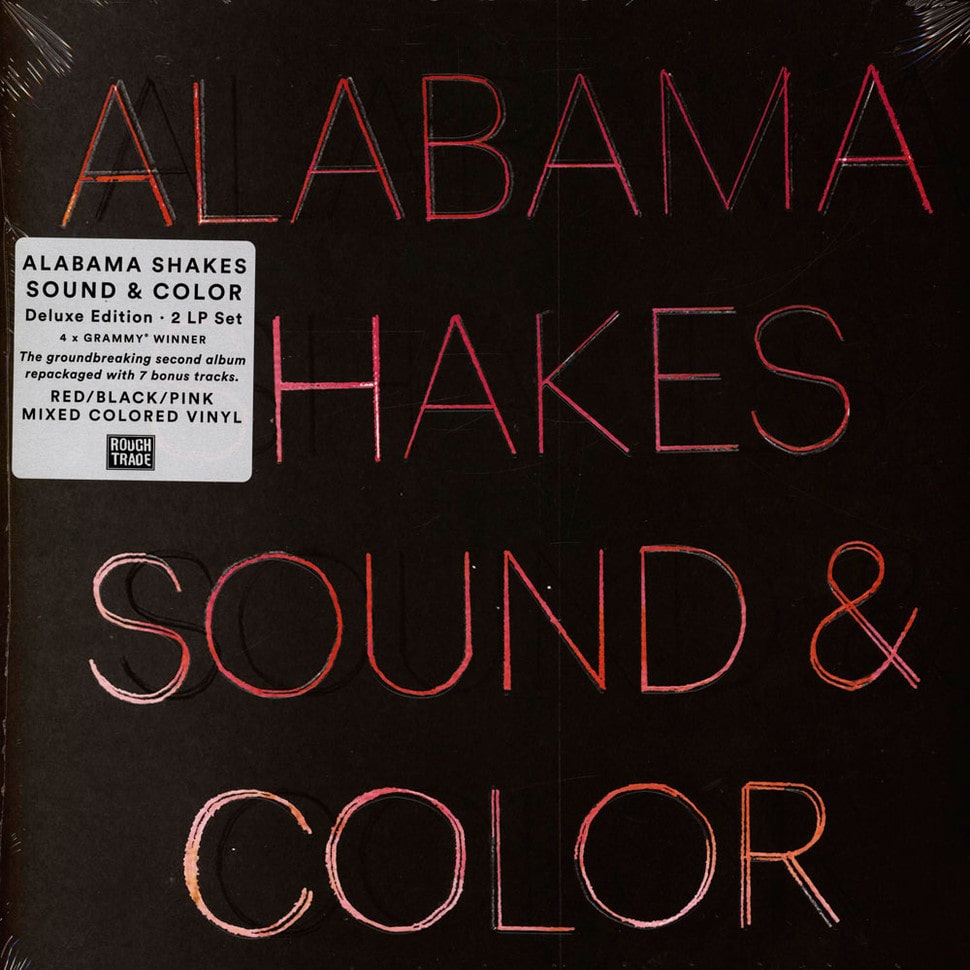 ALABAMA
SHAKES
SOUND &
COLOR
ALABAMA SHAKES
SOUND & COLOR
Deluxe Edition · 2 LP Set
4 x GRAMMY® WINNER
The groundbreaking second album
repackaged with 7 bonus tracks.
RED/BLACK/PINK
MIXED COLORED VINYL
ROUGH
TRADE